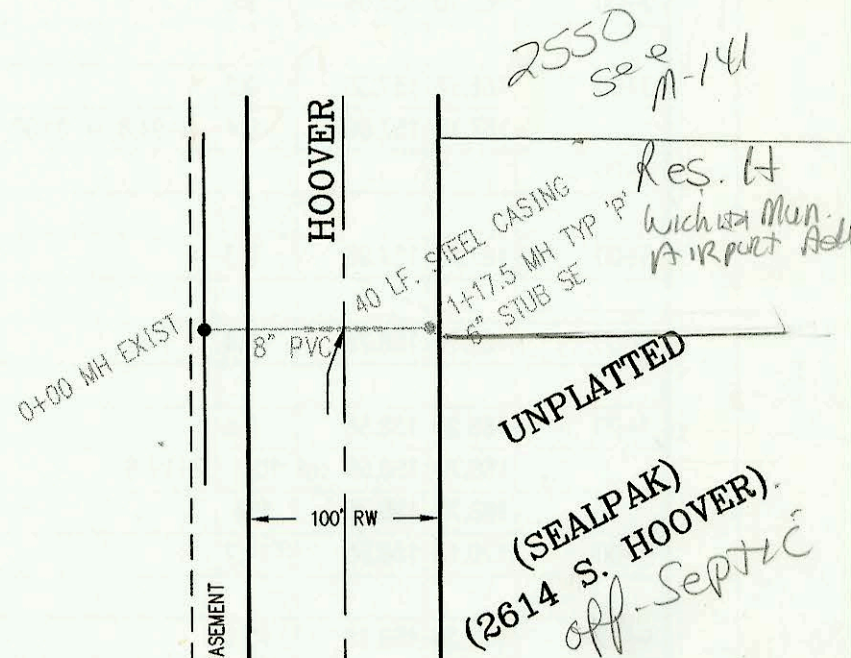 2550
See
M-141
HOOVER
Res. H
Wichita Mun.
AIRPORT Add
40 LF. STEEL CASING
1+17.5 MH TYP 'P'
6" STUB SE
0+00 MH EXIST
8" PVC
UNPLATTED
100' RW
(SEALPAK)
(2614 S. HOOVER)
off-Septic
ASEMENT